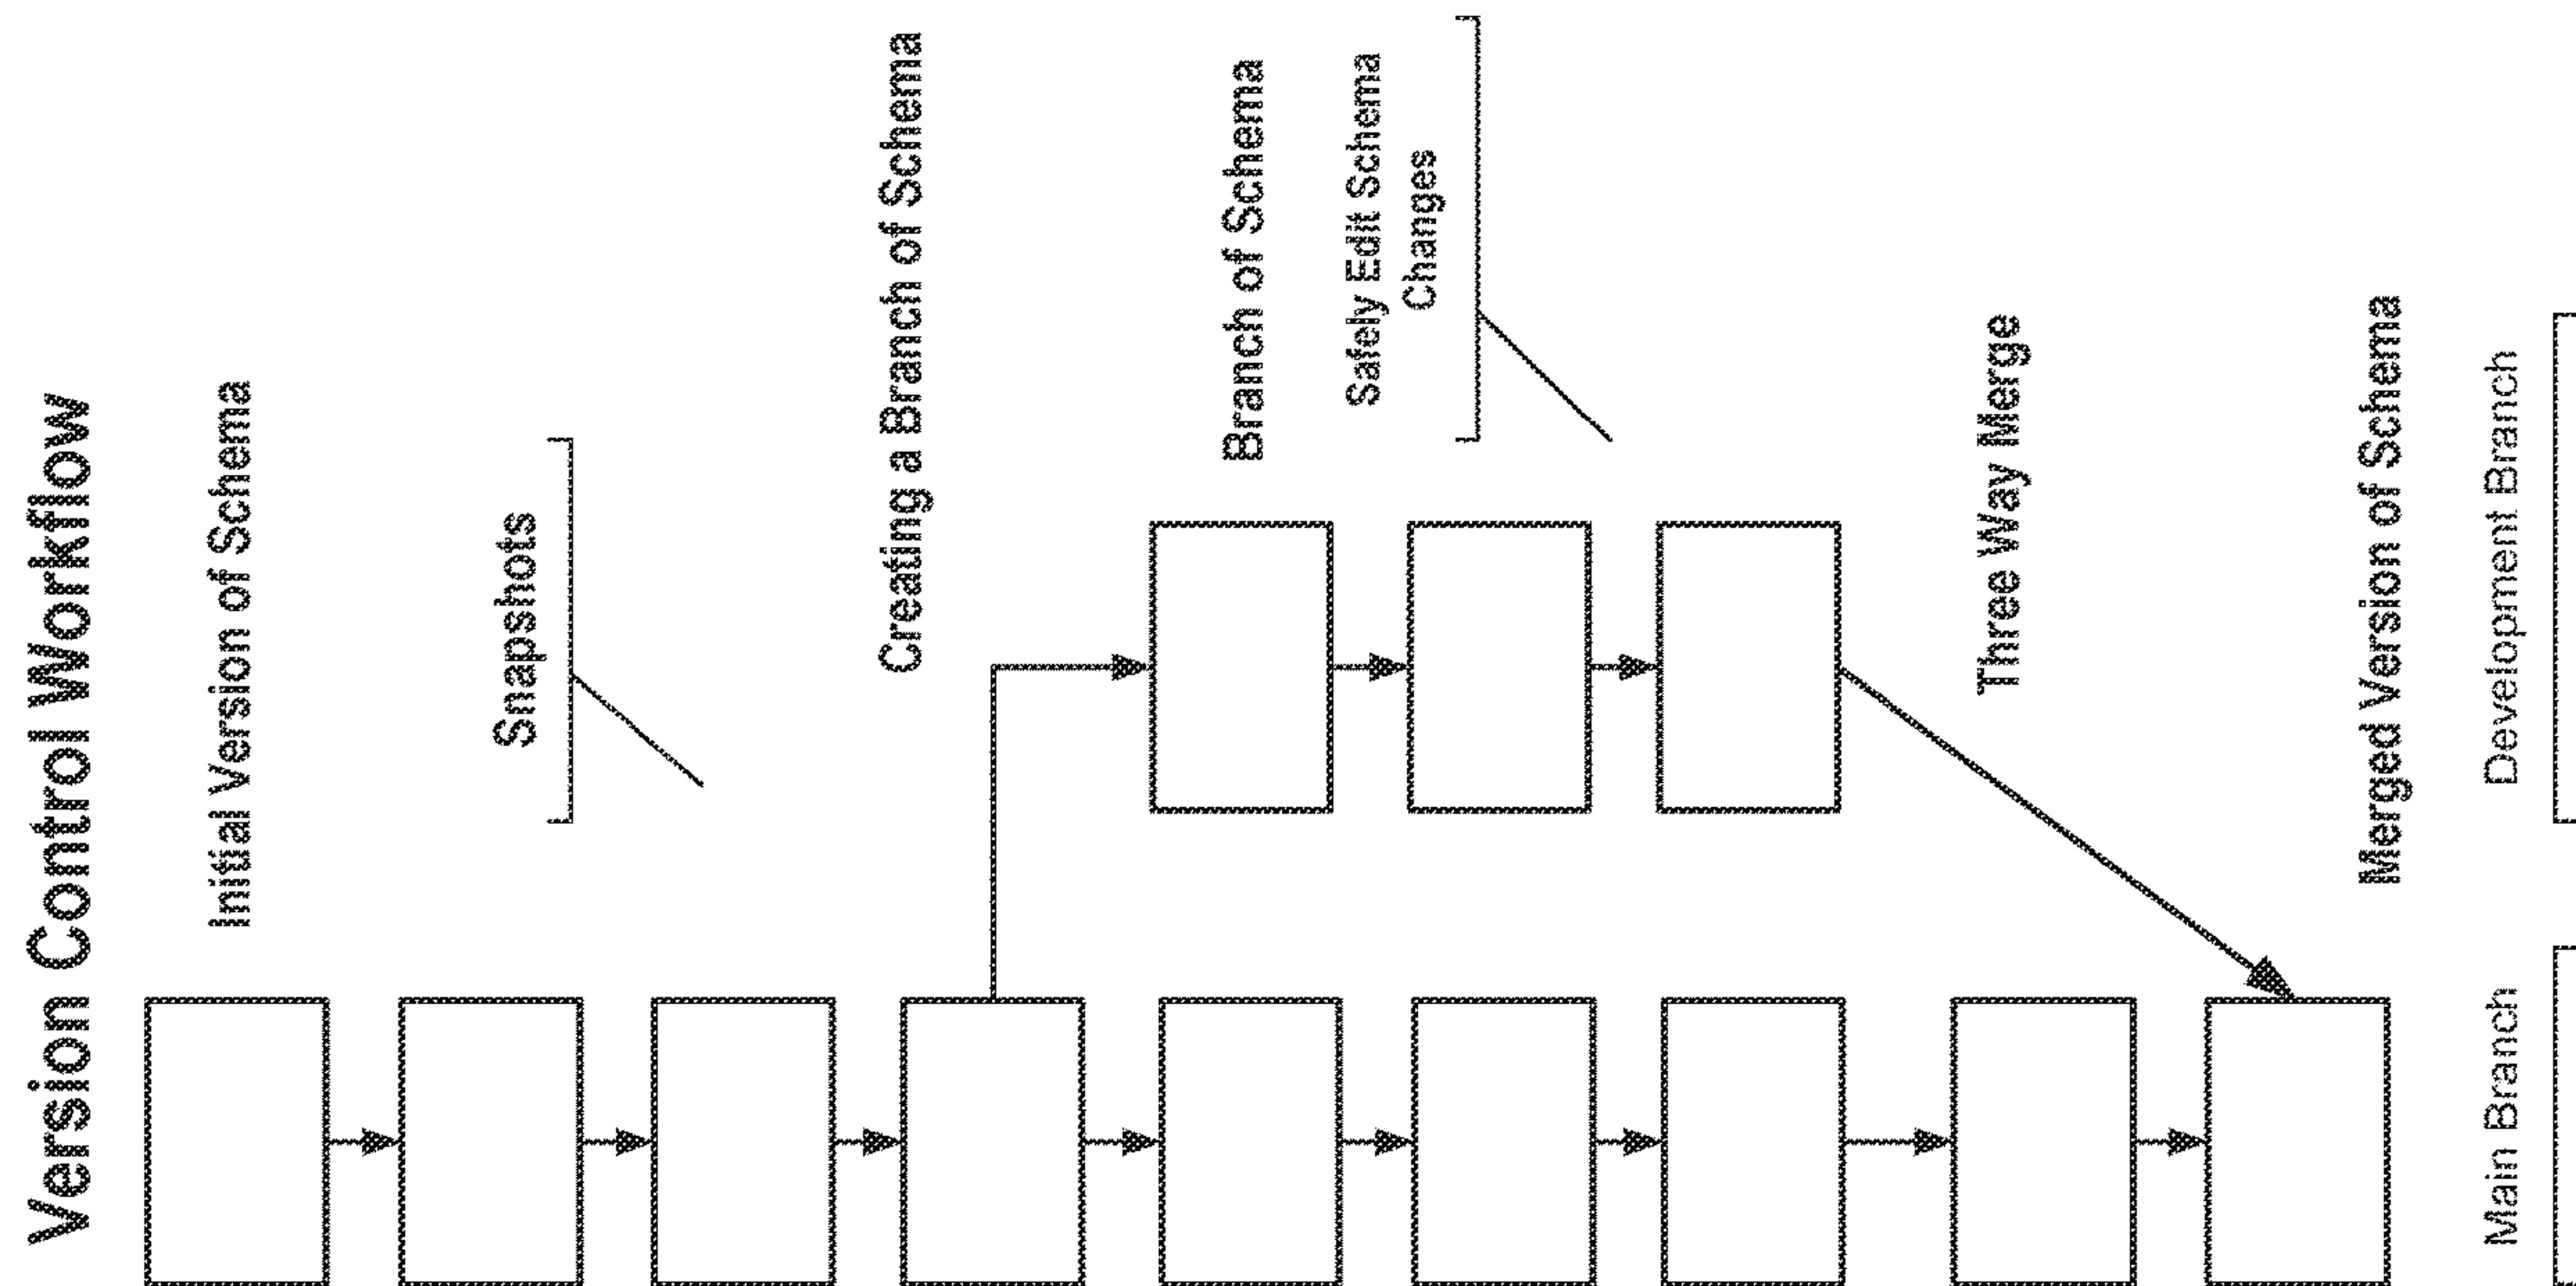 Version Control Workflow
Initial Version of Schema
Snapshots
Creating a Branch of Schema
Branch of Schema
Safely Edit Schema
Changes
Three Way Merge
Merged Version of Schema
Main Branch
Development Branch